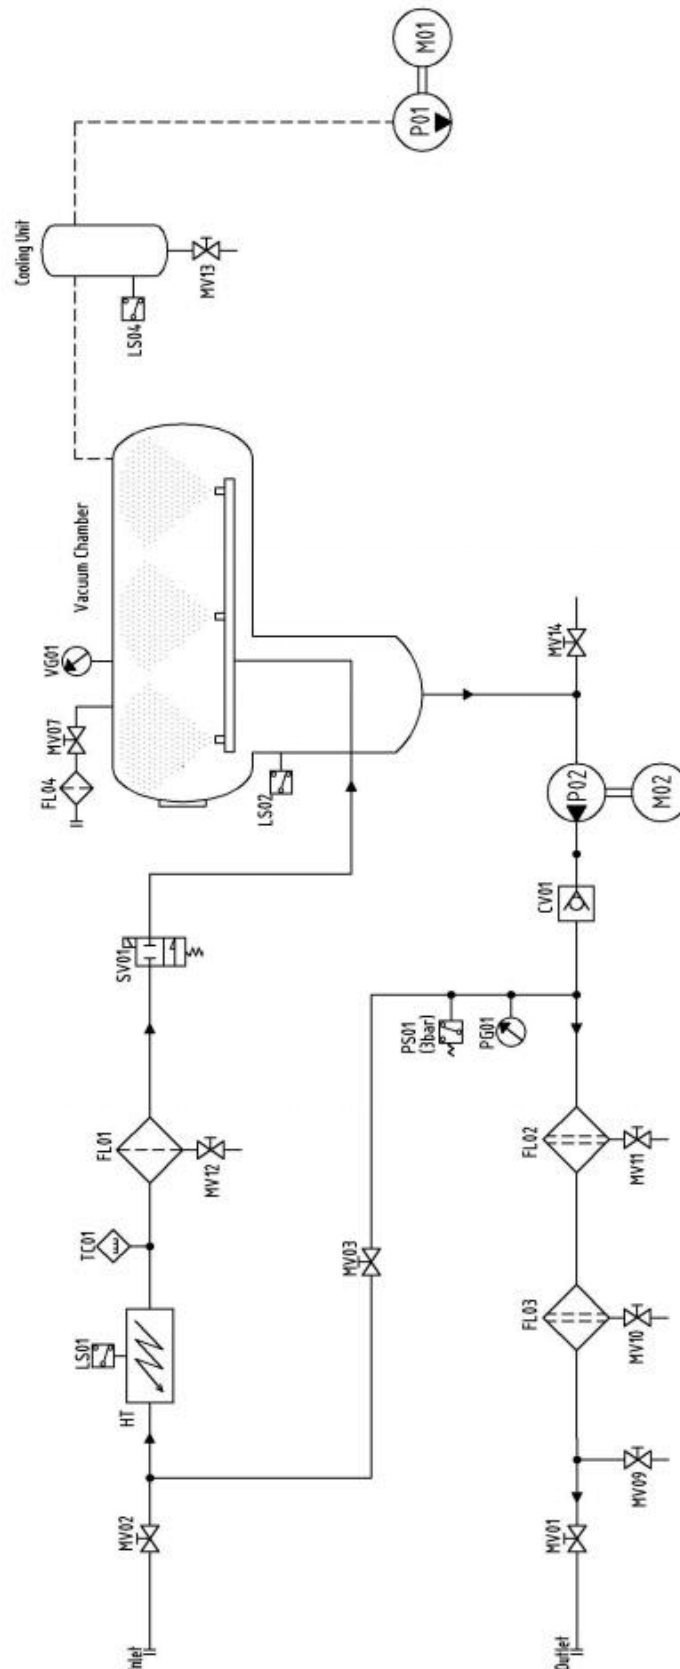 M01
P01
Cooling Unit
MV13
LS04
Vacuum Chamber
VG01
MV07
FL04
LS02
MV14
P02
M02
CV01
SV01
PS01
(3bar)
PG01
FL01
MV12
TC01
LS01
HT
MV03
FL02
MV11
FL03
MV10
MV02
MV09
MV01
Inlet
Outlet